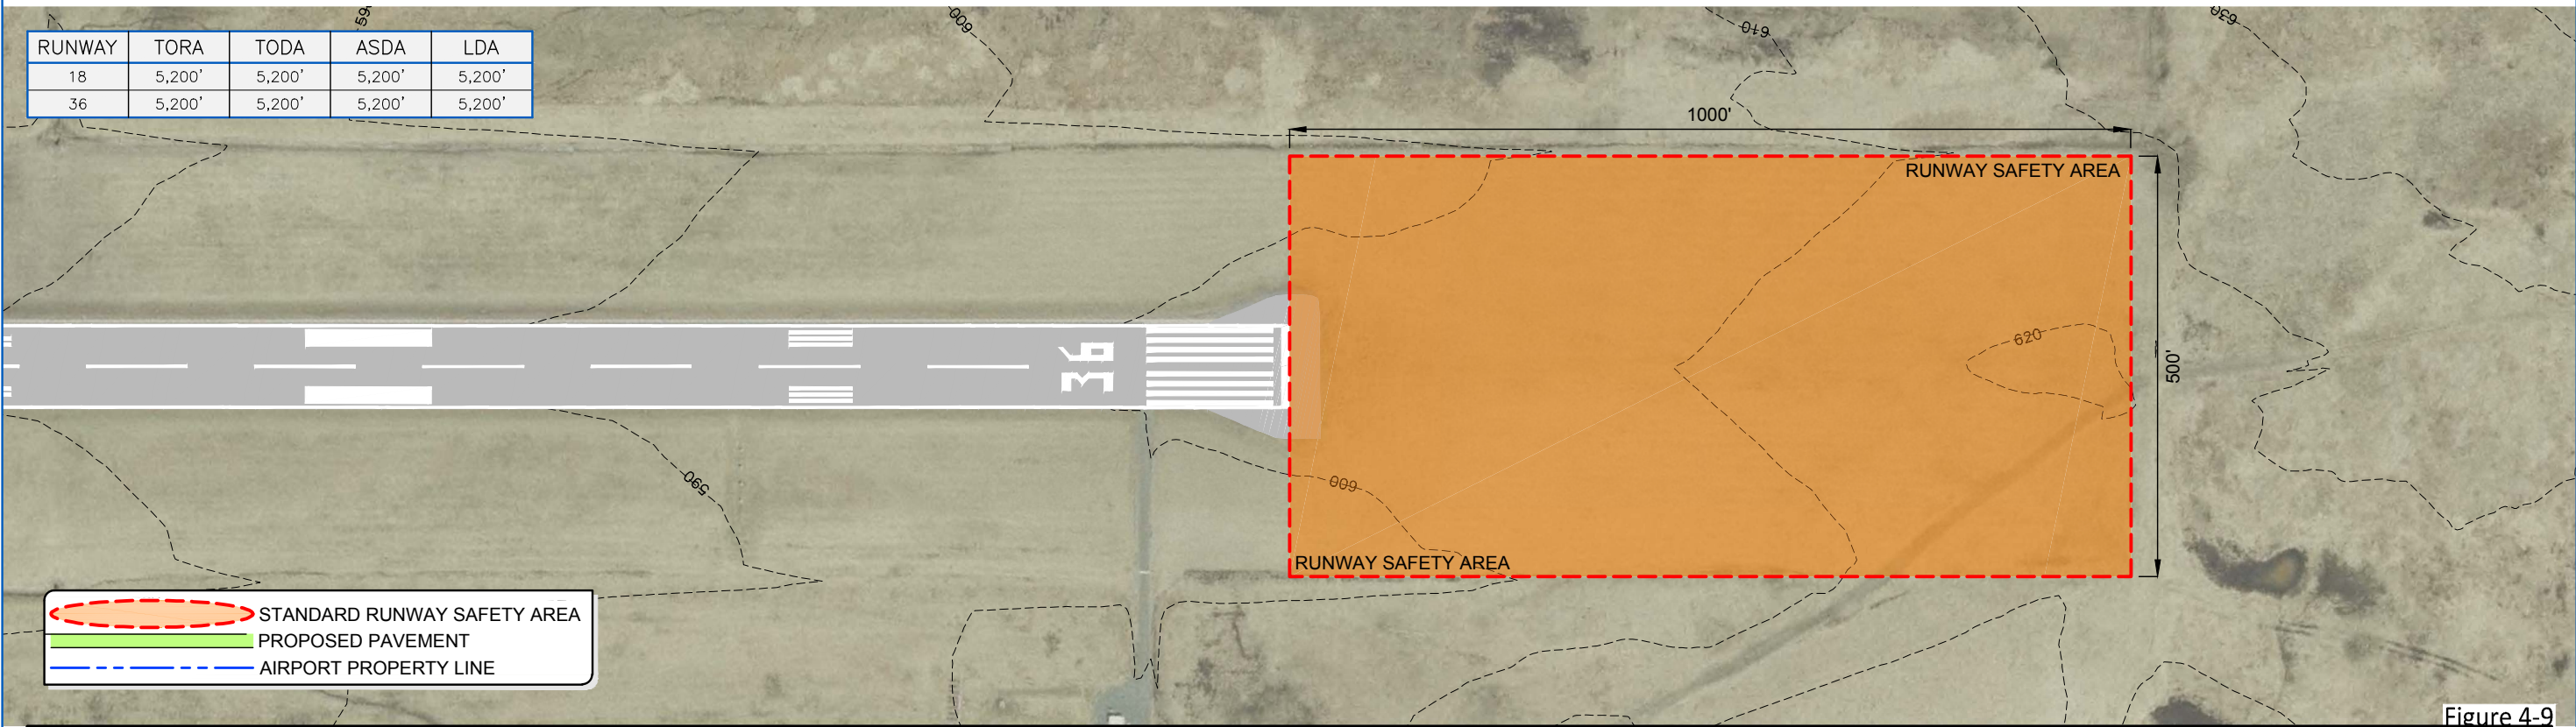 590
600
610
630
RUNWAY TORA TODA ASDA LDA
18 5,200' 5,200' 5,200' 5,200'
36 5,200' 5,200' 5,200' 5,200'
1000'
RUNWAY SAFETY AREA
620
36
500'
590
600
RUNWAY SAFETY AREA
STANDARD RUNWAY SAFETY AREA
PROPOSED PAVEMENT
AIRPORT PROPERTY LINE
Figure 4-9